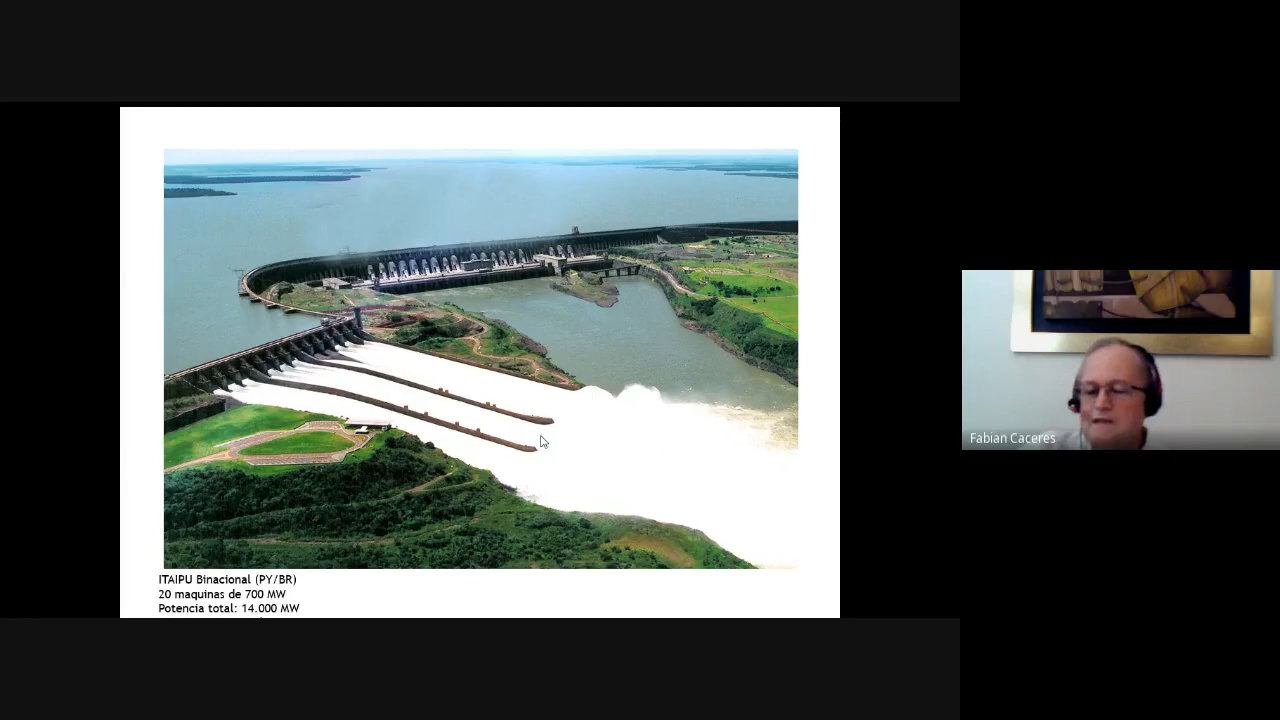 ITAIPU Binacional (PY/BR)
20 maquinas de 700 MW
Potencia total: 14.000 MW
Fabian Caceres